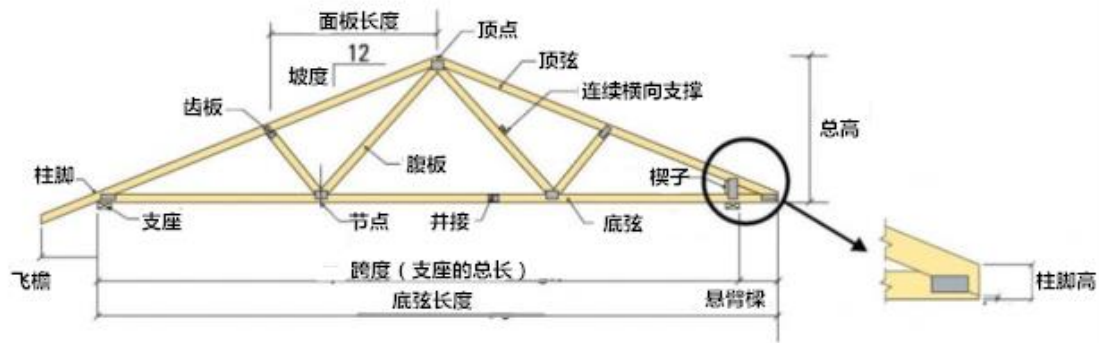 面板长度
顶点
12
坡度
顶弦
连续横向支撑
齿板
总高
腹板
柱脚
楔子
支座
节点
并接
底弦
飞檐
跨度（支座的总长）
底弦长度
悬臂樑
柱脚高